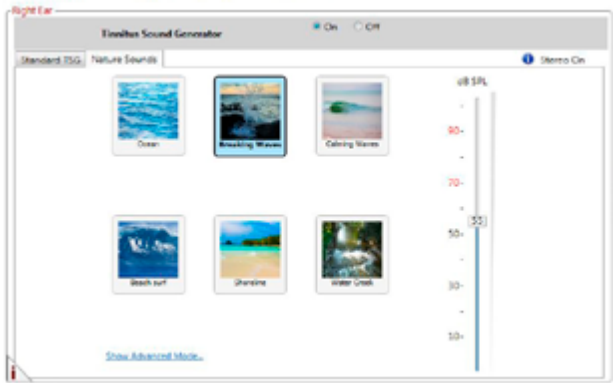 Right Ear
Tinnitus Sound Generator
On Off
Standard TSG Nature Sounds
Stereo On
dB SPL
Ocean Breaking Waves Calming Waves
90-
70-
55
50-
Beach surf Shoreline Water Creek
30-
10-
Show Advanced Mode...
i